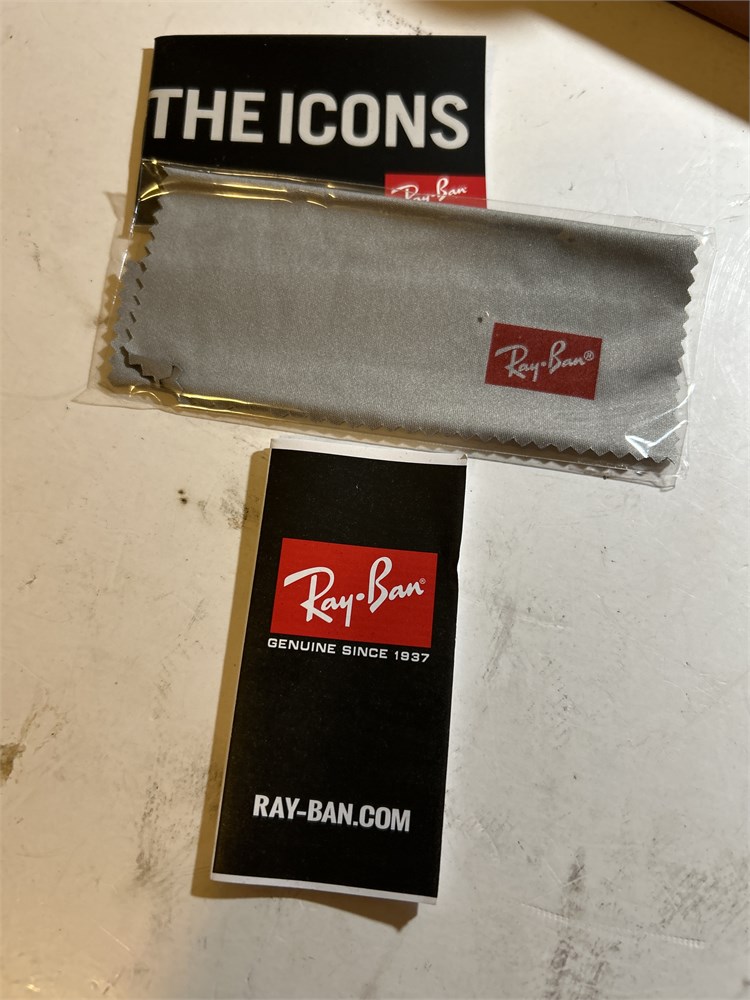 THE ICONS
Ray-Ban
Ray-Ban®
Ray-Ban®
GENUINE SINCE 1937
RAY-BAN.COM